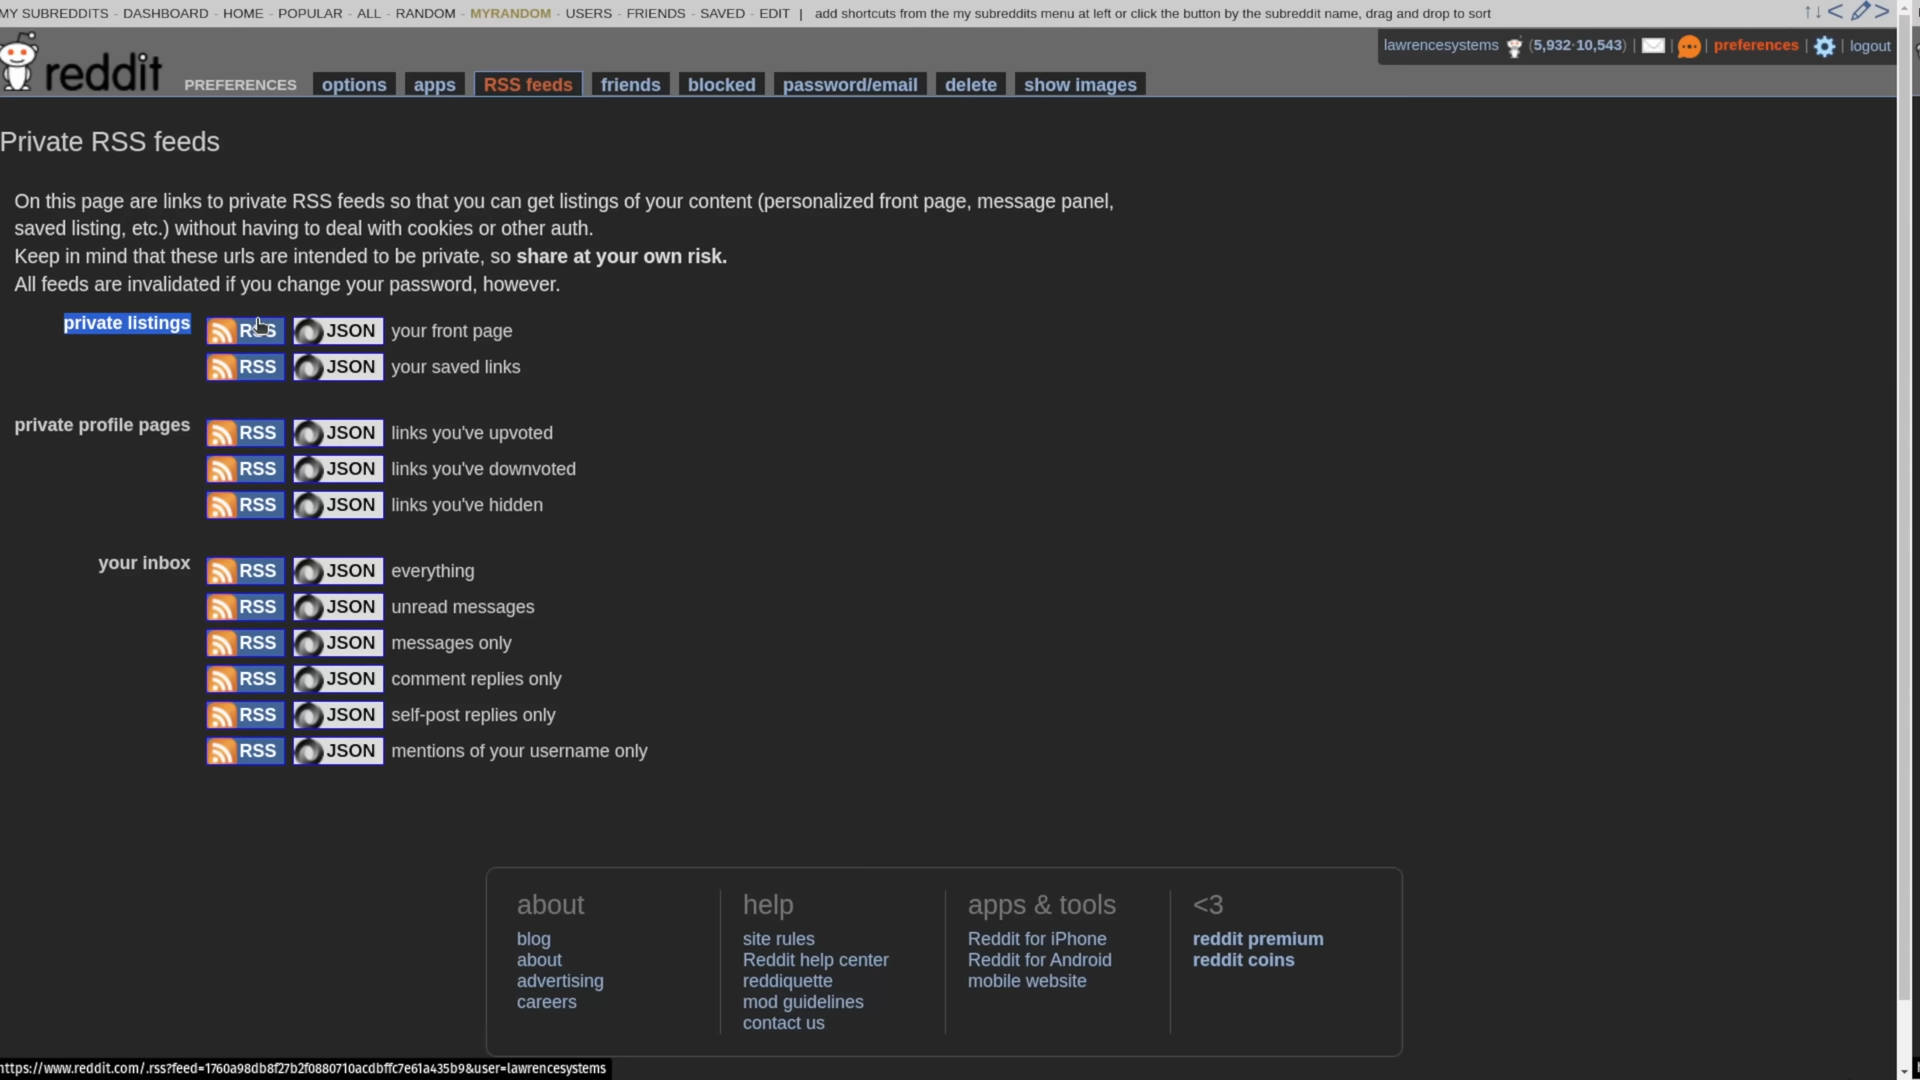 MY SUBREDDITS - DASHBOARD - HOME - POPULAR - ALL - RANDOM - MYRANDOM - USERS - FRIENDS - SAVED - EDIT | add shortcuts from the my subreddits menu at left or click the button by the subreddit name, drag and drop to sort
↑↓ < >
lawrencesystems (5,932·10,543) | | | preferences | | logout
reddit PREFERENCES options apps RSS feeds friends blocked password/email delete show images
Private RSS feeds
On this page are links to private RSS feeds so that you can get listings of your content (personalized front page, message panel,
saved listing, etc.) without having to deal with cookies or other auth.
Keep in mind that these urls are intended to be private, so share at your own risk.
All feeds are invalidated if you change your password, however.
private listings RSS JSON your front page
RSS JSON your saved links
private profile pages RSS JSON links you've upvoted
RSS JSON links you've downvoted
RSS JSON links you've hidden
your inbox RSS JSON everything
RSS JSON unread messages
RSS JSON messages only
RSS JSON comment replies only
RSS JSON self-post replies only
RSS JSON mentions of your username only
about
blog
about
advertising
careers
help
site rules
Reddit help center
reddiquette
mod guidelines
contact us
apps & tools
Reddit for iPhone
Reddit for Android
mobile website
<3
reddit premium
reddit coins
https://www.reddit.com/.rss?feed=1760a98db8f27b2f0880710acdbffc7e61a435b9&user=lawrencesystems